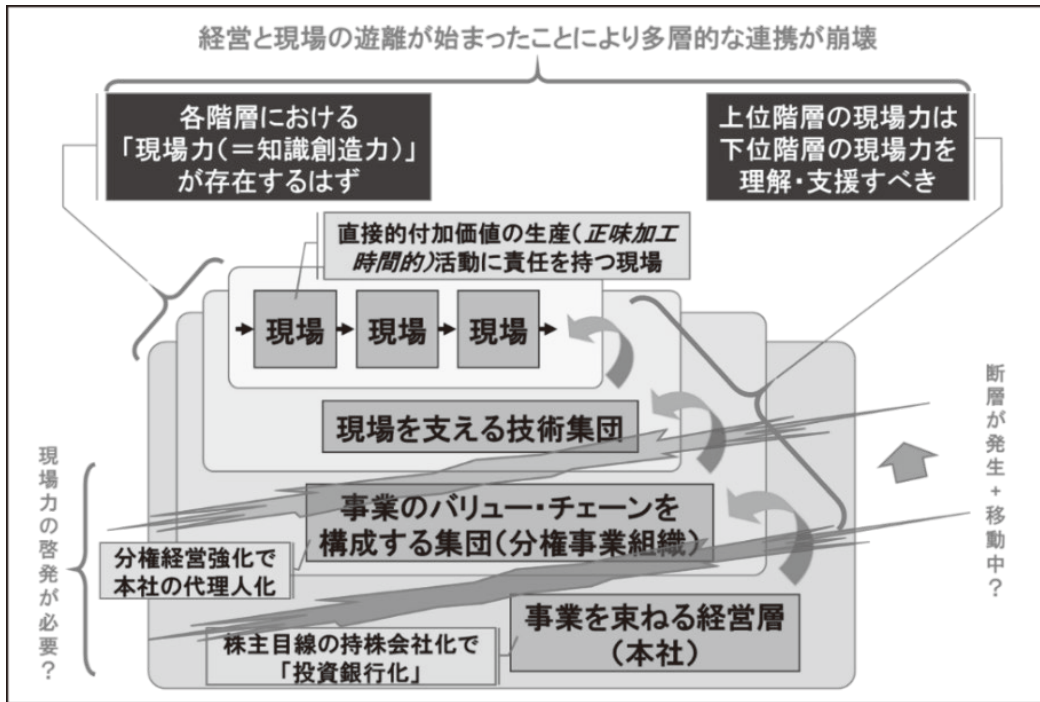 経営と現場の遊離が始まったことにより多層的な連携が崩壊
各階層における
「現場力(＝知識創造力)」
が存在するはず
上位階層の現場力は
下位階層の現場力を
理解・支援すべき
直接的付加価値の生産(正味加工
時間的)活動に責任を持つ現場
現場
現場
現場
現場を支える技術集団
事業のバリュー・チェーンを
構成する集団(分権事業組織)
分権経営強化で
本社の代理人化
事業を束ねる経営層
(本社)
株主目線の持株会社化で
「投資銀行化」
現場力の啓発が必要？
断層が発生+移動中？